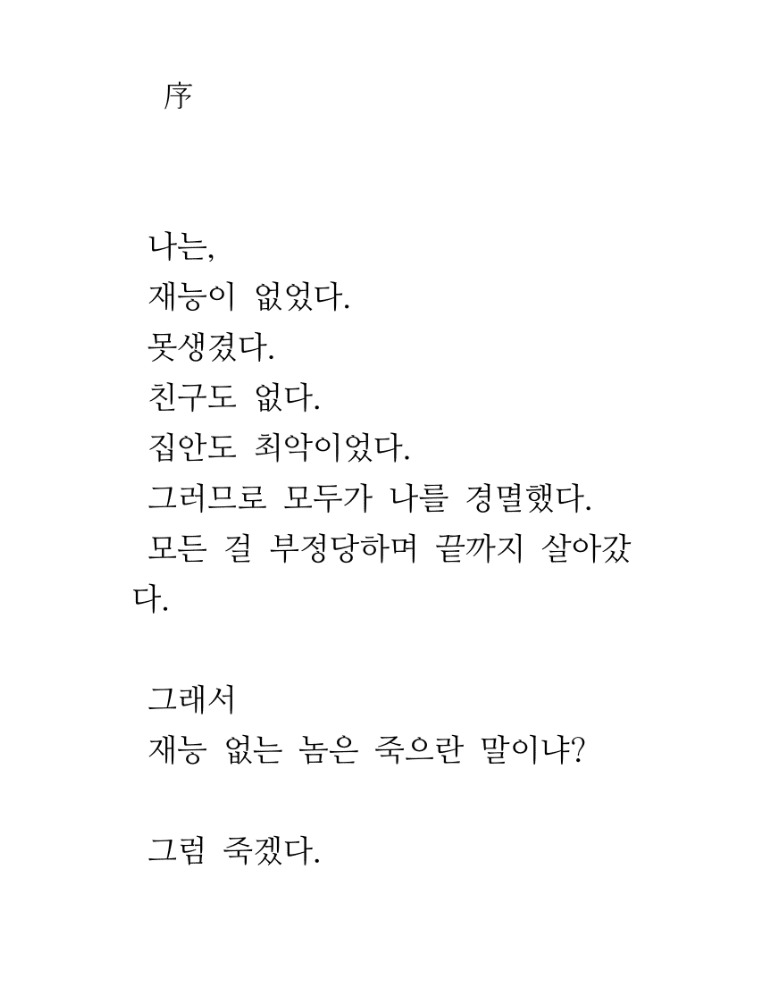 序
나는,
재능이 없었다.
못생겼다.
친구도 없다.
집안도 최악이었다.
그러므로 모두가 나를 경멸했다.
모든 걸 부정당하며 끝까지 살아갔
다.
그래서
재능 없는 놈은 죽으란 말이냐?
그럼 죽겠다.